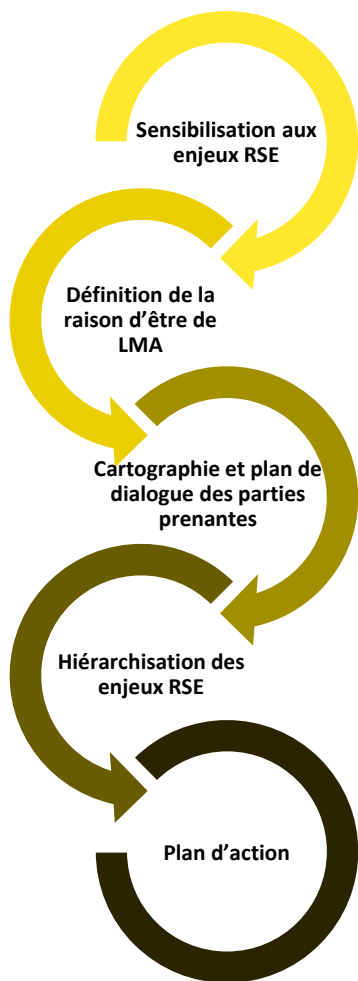 Sensibilisation aux
enjeux RSE
Définition de la
raison d’être de
LMA
Cartographie et plan de
dialogue des parties
prenantes
Hiérarchisation des
enjeux RSE
Plan d’action